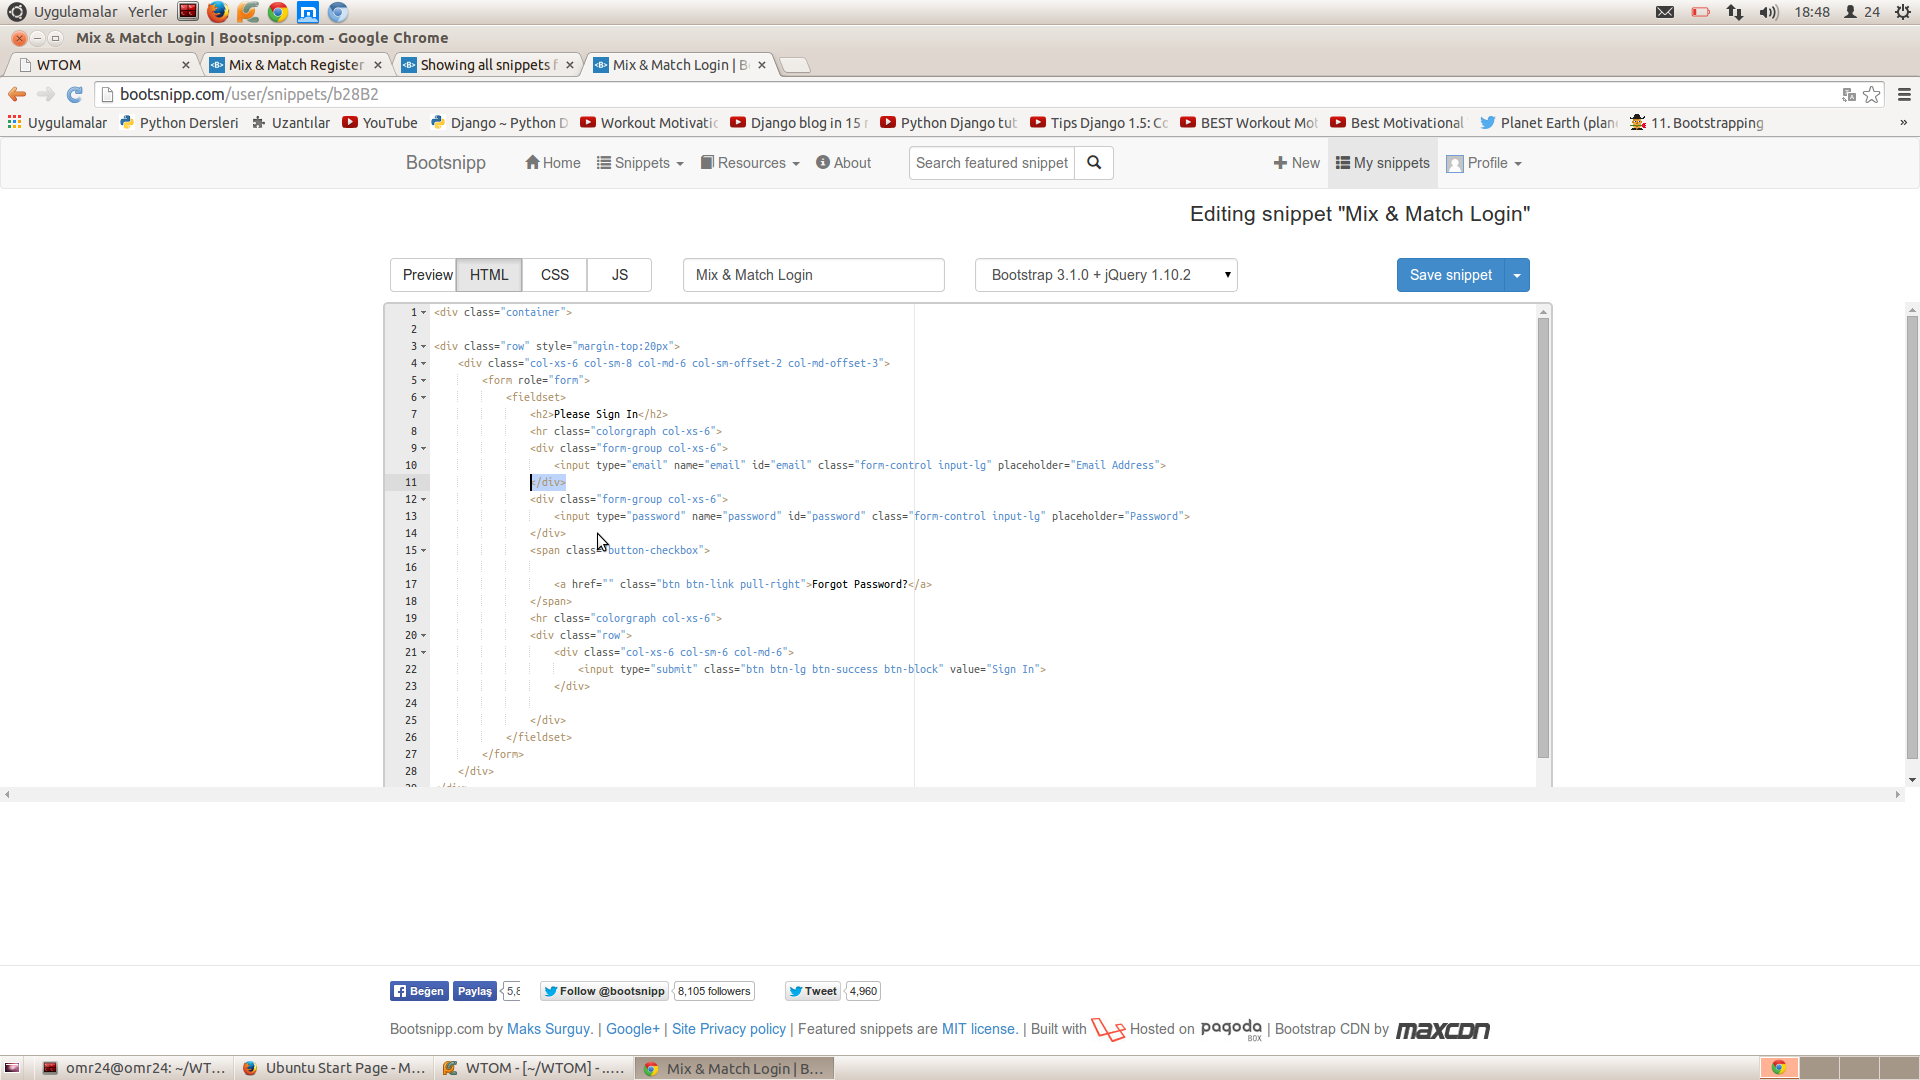 Uygulamalar Yerler 18:48 24
Mix & Match Login | Bootsnipp.com - Google Chrome
WTOM Mix & Match Register Showing all snippets Mix & Match Login |
bootsnipp.com/user/snippets/b28B2
Uygulamalar Python Dersleri Uzantılar YouTube Django ~ Python D Workout Motivatic Django blog in 15 Python Django tut Tips Django 1.5: Cc BEST Workout Mot Best Motivational Planet Earth (plan 11. Bootstrapping »
Bootsnipp Home Snippets Resources About Search featured snippet + New My snippets Profile
Editing snippet "Mix & Match Login"
Preview HTML CSS JS Mix & Match Login Bootstrap 3.1.0 + jQuery 1.10.2 Save snippet
1 <div class="container">
2
3 <div class="row" style="margin-top:20px">
4 <div class="col-xs-6 col-sm-8 col-md-6 col-sm-offset-2 col-md-offset-3">
5 <form role="form">
6 <fieldset>
7 <h2>Please Sign In</h2>
8 <hr class="colorgraph col-xs-6">
9 <div class="form-group col-xs-6">
10 <input type="email" name="email" id="email" class="form-control input-lg" placeholder="Email Address">
11 </div>
12 <div class="form-group col-xs-6">
13 <input type="password" name="password" id="password" class="form-control input-lg" placeholder="Password">
14 </div>
15 <span class="button-checkbox">
16
17 <a href="" class="btn btn-link pull-right">Forgot Password?</a>
18 </span>
19 <hr class="colorgraph col-xs-6">
20 <div class="row">
21 <div class="col-xs-6 col-sm-6 col-md-6">
22 <input type="submit" class="btn btn-lg btn-success btn-block" value="Sign In">
23 </div>
24
25 </div>
26 </fieldset>
27 </form>
28 </div>
Beğen Paylaş Follow @bootsnipp 8,105 followers Tweet 4,960
Bootsnipp.com by Maks Surguy. | Google+ | Site Privacy policy | Featured snippets are MIT license. | Built with Hosted on pagoda BOX | Bootstrap CDN by maxcdn
omr24@omr24: ~/WT... Ubuntu Start Page - M... WTOM - [~/WTOM] - ..... Mix & Match Login | B...